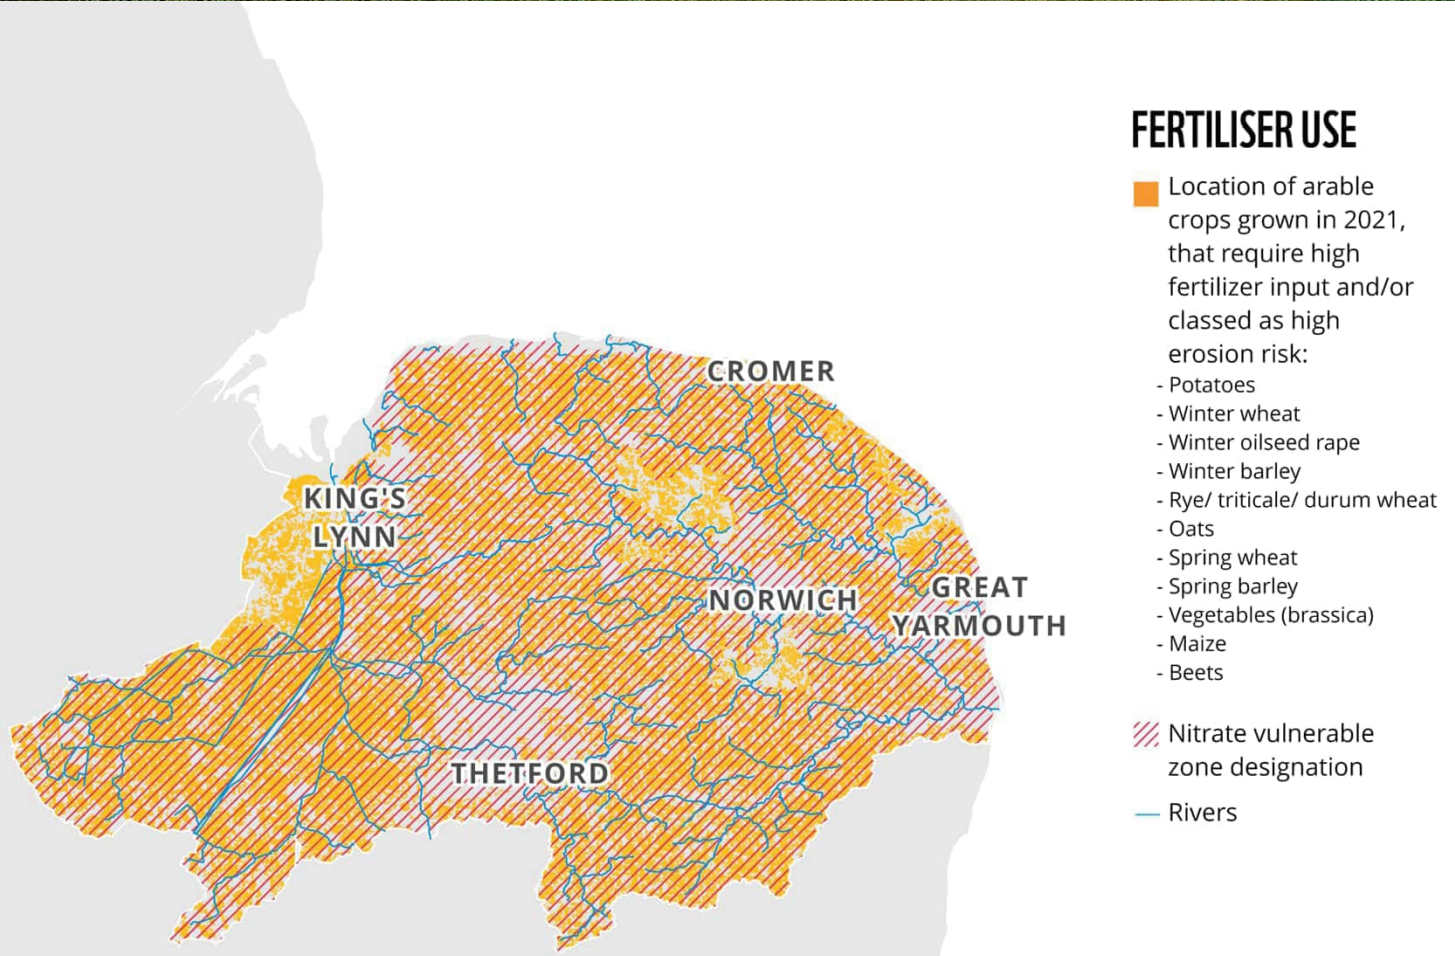 FERTILISER USE
Location of arable
crops grown in 2021,
that require high
fertilizer input and/or
classed as high
erosion risk:
- Potatoes
- Winter wheat
- Winter oilseed rape
- Winter barley
- Rye/ triticale/ durum wheat
- Oats
- Spring wheat
- Spring barley
- Vegetables (brassica)
- Maize
- Beets
Nitrate vulnerable
zone designation
Rivers
CROMER
KING'S
LYNN
NORWICH
GREAT
YARMOUTH
THETFORD